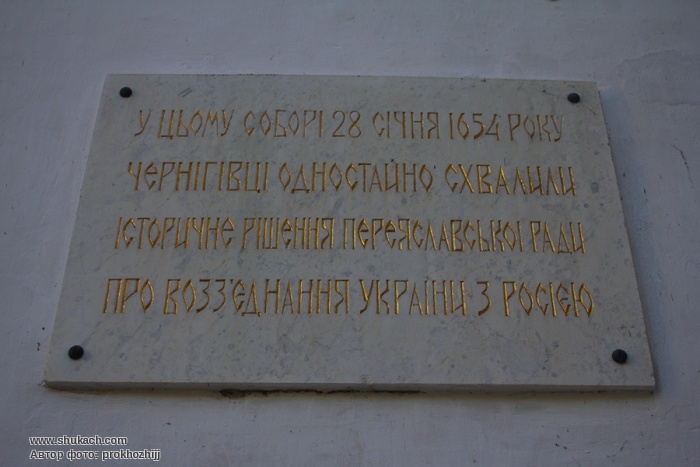 У ЦЬОМУ СОБОРІ 28 СІЧНЯ 1654 РОКУ
ЧЕРНІГІВЦІ ОДНОСТАЙНО СХВАЛИЛИ
ІСТОРИЧНЕ РІШЕННЯ ПЕРЕЯСЛАВСЬКОЇ РАДИ
ПРО ВОЗЗ'ЄДНАННЯ УКРАЇНИ З РОСІЄЮ
www.shukach.com
Автор фото: prokhozhijj